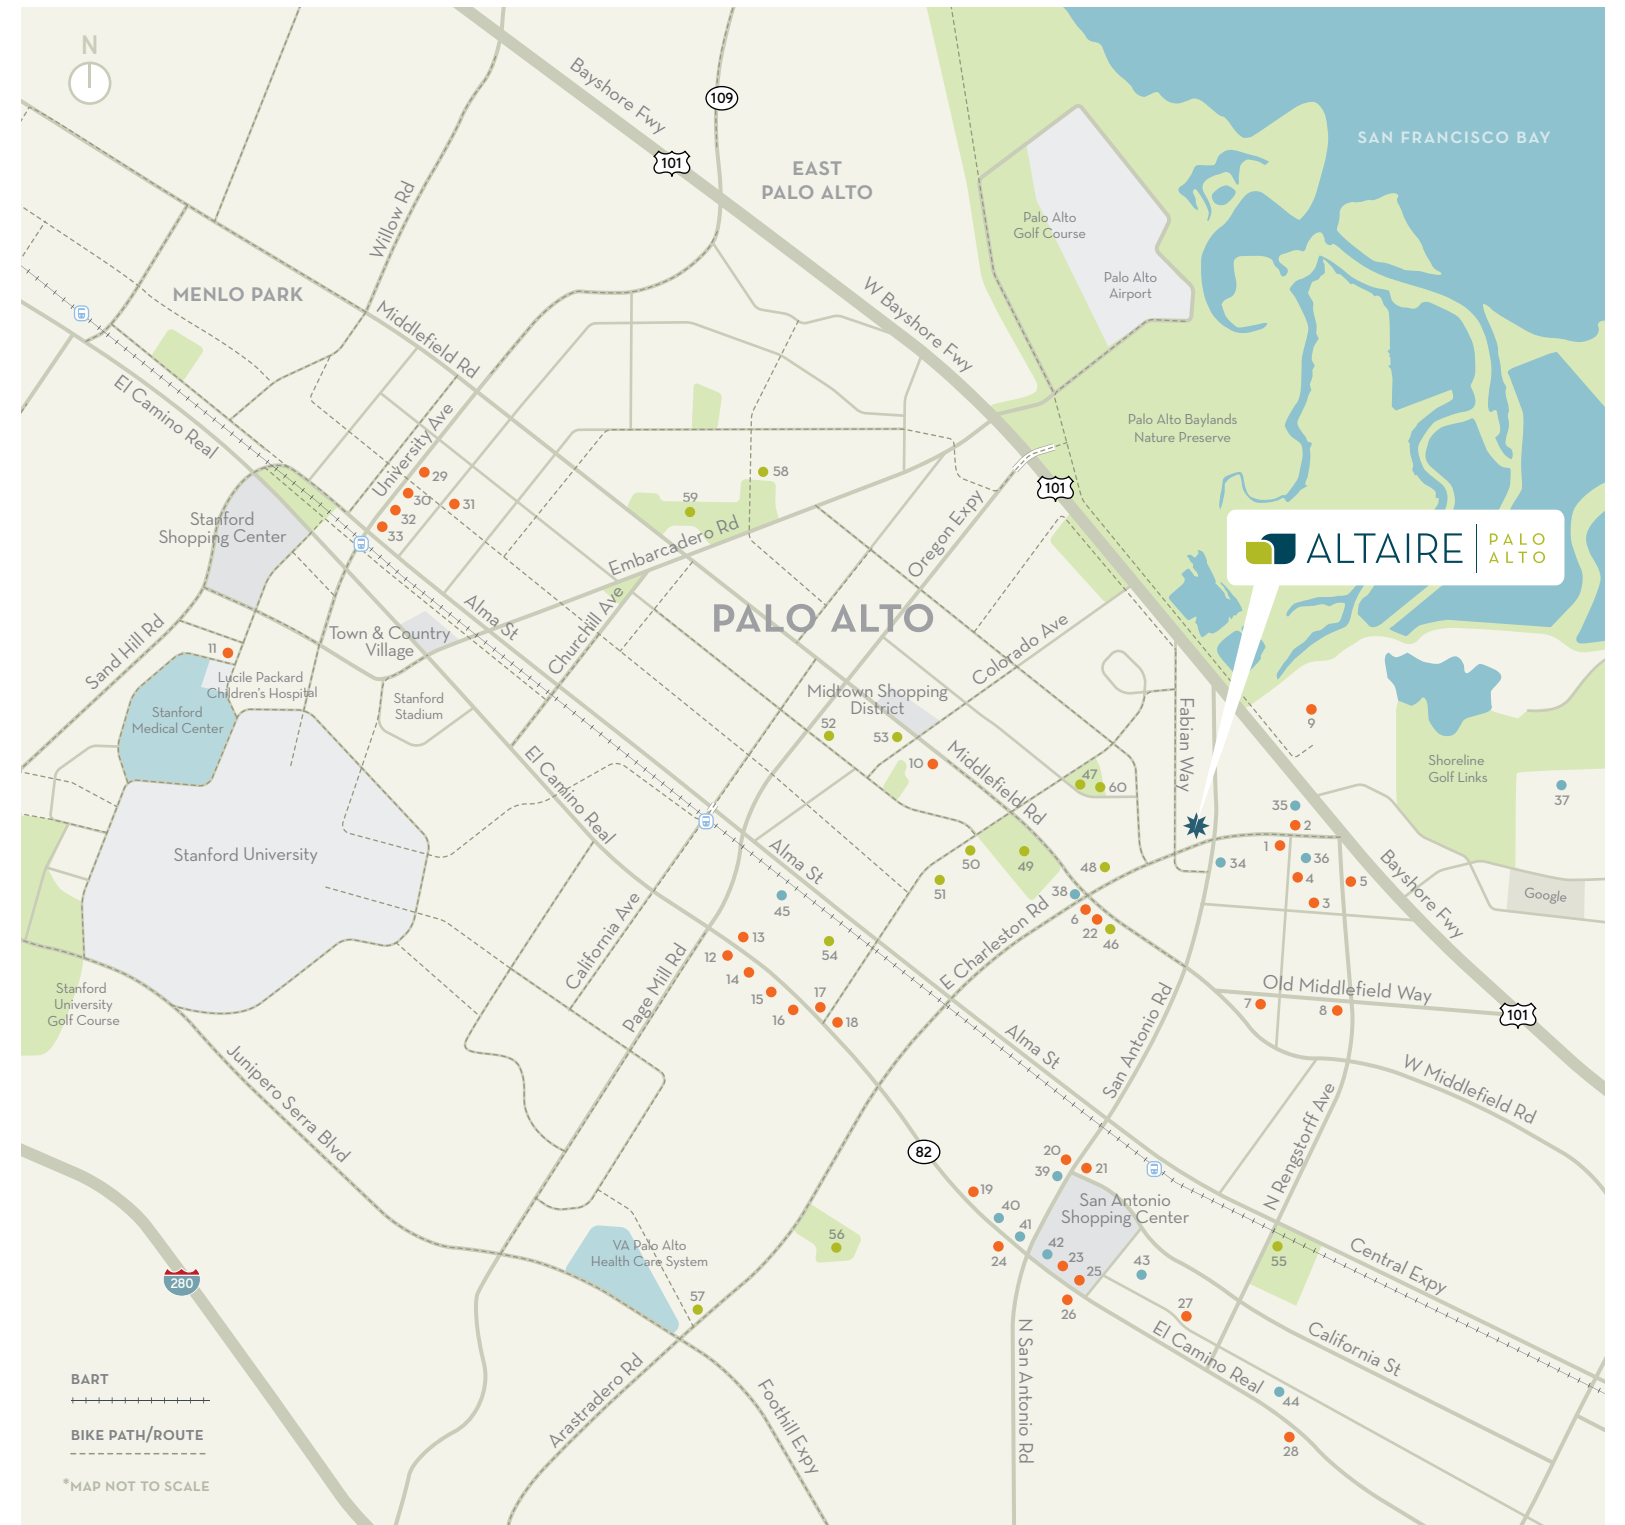 N
109
Bayshore Fwy
101
EAST
PALO ALTO
SAN FRANCISCO BAY
Willow Rd
Palo Alto
Golf Course
Palo Alto
Airport
MENLO PARK
Middlefield Rd
W Bayshore Fwy
El Camino Real
University Ave
Palo Alto Baylands
Nature Preserve
29
30
31
32
33
58
59
101
Stanford
Shopping Center
Embarcadero Rd
Oregon Expy
ALTAIRE
PALO
ALTO
Alma St
Churchill Ave
PALO ALTO
Sand Hill Rd
Town & Country
Village
Colorado Ave
11
Lucile Packard
Children's Hospital
Stanford
Medical Center
Stanford
Stadium
Midtown Shopping
District
52
53
10
Fabian Way
9
El Camino Real
Middlefield Rd
47
60
Shoreline
Golf Links
37
35
2
1
36
34
4
5
3
Stanford University
Alma St
50
49
48
51
45
38
6
22
46
Bayshore Fwy
Google
California Ave
Page Mill Rd
13
12
14
15
16
17
18
54
E Charleston Rd
Stanford
University
Golf Course
San Antonio Rd
Old Middlefield Way
7
8
101
Alma St
W Middlefield Rd
Junipero Serra Blvd
N Rengstorff Ave
82
20
39
21
19
40
41
San Antonio
Shopping Center
24
42
23
25
43
26
27
55
Central Expy
VA Palo Alto
Health Care System
56
57
280
N San Antonio Rd
El Camino Real
California St
Arastradero Rd
Foothill Expy
44
28
BART
BIKE PATH/ROUTE
*MAP NOT TO SCALE